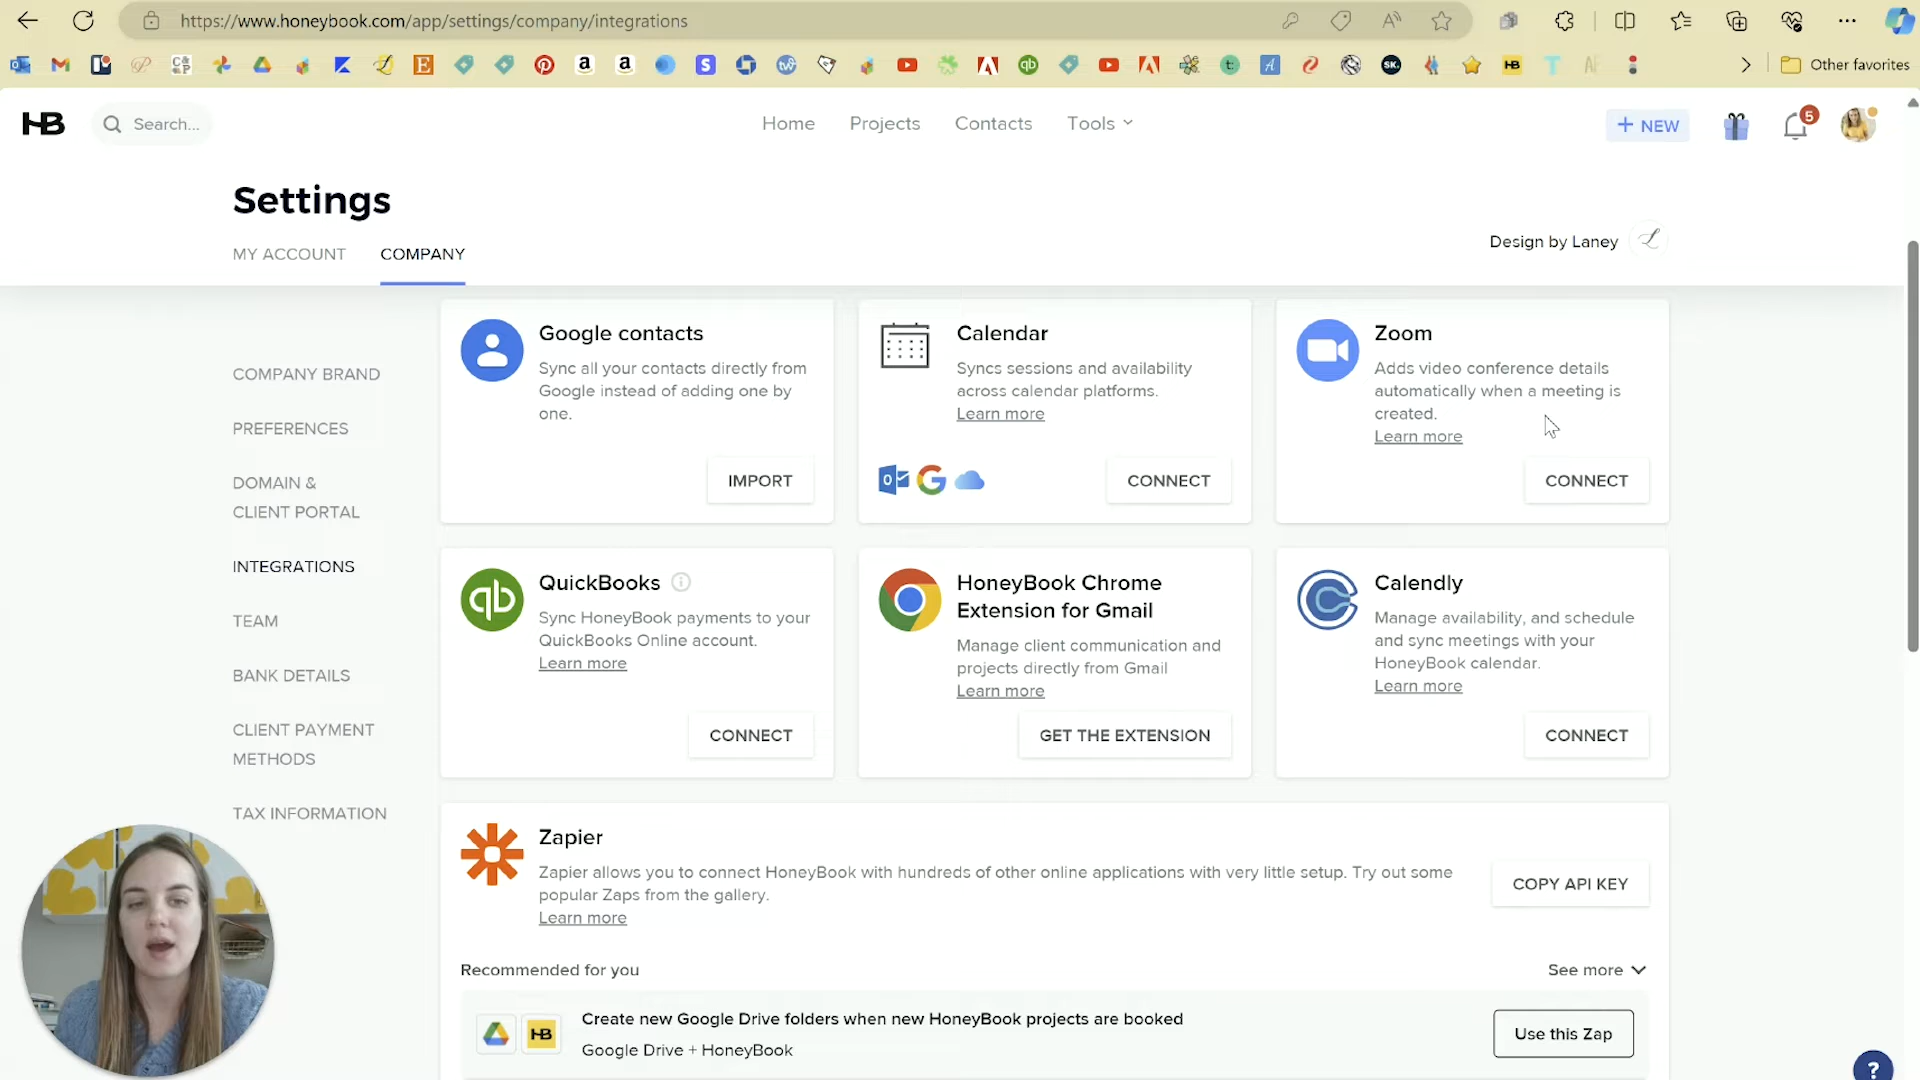 https://www.honeybook.com/app/settings/company/integrations
Other favorites
HB
Search...
Home
Projects
Contacts
Tools
+ NEW
5
Settings
MY ACCOUNT
COMPANY
Design by Laney
COMPANY BRAND
PREFERENCES
DOMAIN &
CLIENT PORTAL
INTEGRATIONS
TEAM
BANK DETAILS
CLIENT PAYMENT
METHODS
TAX INFORMATION
Google contacts
Sync all your contacts directly from
Google instead of adding one by
one.
IMPORT
Calendar
Syncs sessions and availability
across calendar platforms.
Learn more
CONNECT
Zoom
Adds video conference details
automatically when a meeting is
created.
Learn more
CONNECT
QuickBooks
Sync HoneyBook payments to your
QuickBooks Online account.
Learn more
CONNECT
HoneyBook Chrome
Extension for Gmail
Manage client communication and
projects directly from Gmail
Learn more
GET THE EXTENSION
Calendly
Manage availability, and schedule
and sync meetings with your
HoneyBook calendar.
Learn more
CONNECT
Zapier
Zapier allows you to connect HoneyBook with hundreds of other online applications with very little setup. Try out some
popular Zaps from the gallery.
Learn more
COPY API KEY
Recommended for you
See more
HB
Create new Google Drive folders when new HoneyBook projects are booked
Google Drive + HoneyBook
Use this Zap
?